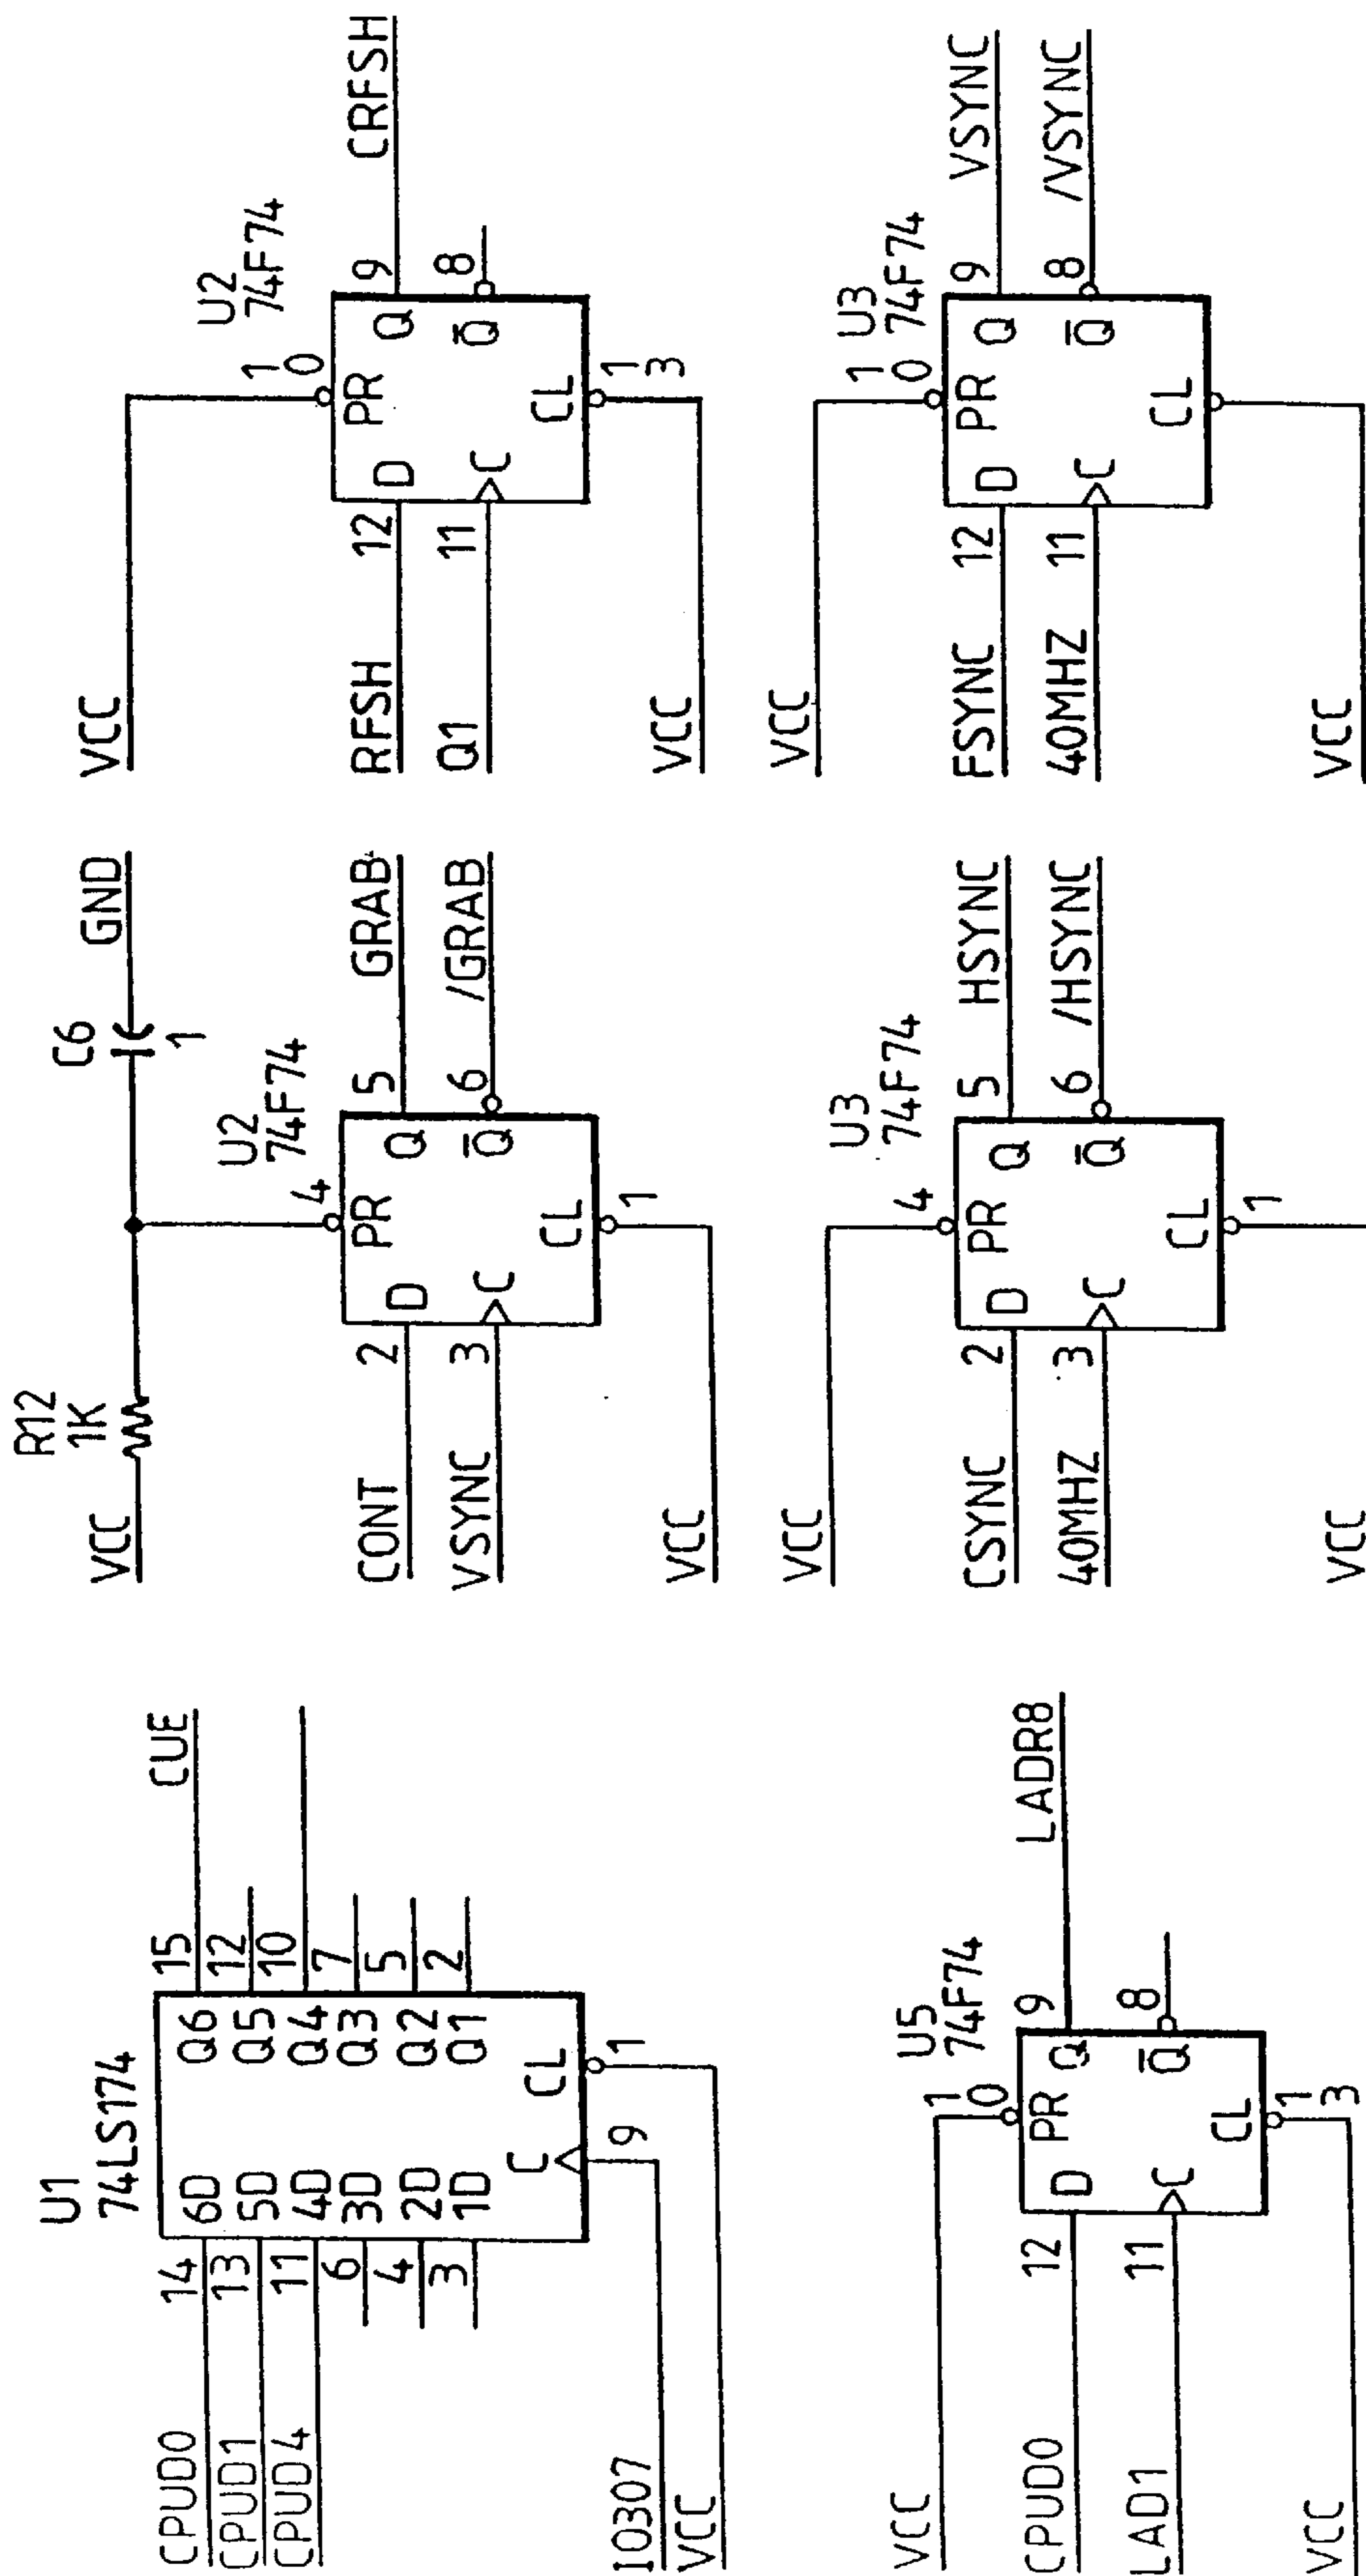 U1
74LS174
CPUD0 14 6D Q6 15 CUE
CPUD1 13 5D Q5 12
CPUD4 11 4D Q4 10
6 3D Q3 7
4 2D Q2 5
3 1D Q1 2
C CL
9 1
IO307
VCC
R12
1K
C6
1
VCC GND
U2
74F74
4
PR
CONT 2 D Q 5 GRAB
VSYNC 3 C Q 6 /GRAB
CL
1
VCC
VCC
U2
74F74
10
PR
RFSH 12 D Q 9 CRFSH
Q1 11 C Q 8
CL
13
VCC
VCC
U5
74F74
10
PR
CPUD0 12 D Q 9 LADR8
LAD1 11 C Q 8
CL
13
VCC
VCC
U3
74F74
4
PR
CSYNC 2 D Q 5 HSYNC
40MHZ 3 C Q 6 /HSYNC
CL
1
VCC
VCC
U3
74F74
10
PR
FSYNC 12 D Q 9 VSYNC
40MHZ 11 C Q 8 /VSYNC
CL
VCC